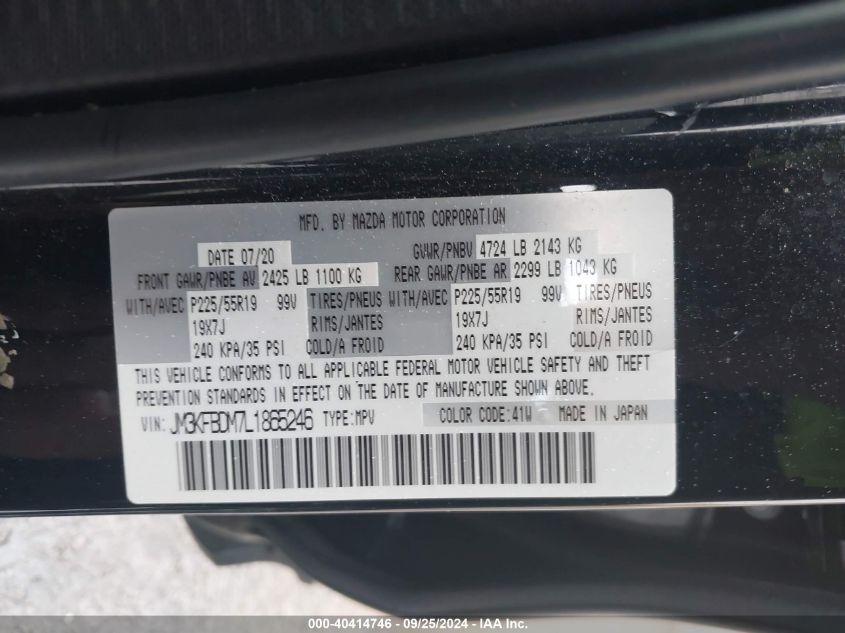 MFD. BY MAZDA MOTOR CORPORATION
DATE 07/20 GVWR/PNBV 4724 LB 2143 KG
FRONT GAWR/PNBE AV 2425 LB 1100 KG REAR GAWR/PNBE AR 2299 LB 1043 KG
WITH/AVEC P225/55R19 99V TIRES/PNEUS WITH/AVEC P225/55R19 99V TIRES/PNEUS
19X7J RIMS/JANTES 19X7J RIMS/JANTES
240 KPA/35 PSI COLD/A FROID 240 KPA/35 PSI COLD/A FROID
THIS VEHICLE CONFORMS TO ALL APPLICABLE FEDERAL MOTOR VEHICLE SAFETY AND THEFT
PREVENTION STANDARDS IN EFFECT ON THE DATE OF MANUFACTURE SHOWN ABOVE.
VIN: JM3KFBDM7L1865246 TYPE:MPV COLOR CODE:41W MADE IN JAPAN
000-40414746 - 09/25/2024 - IAA Inc.